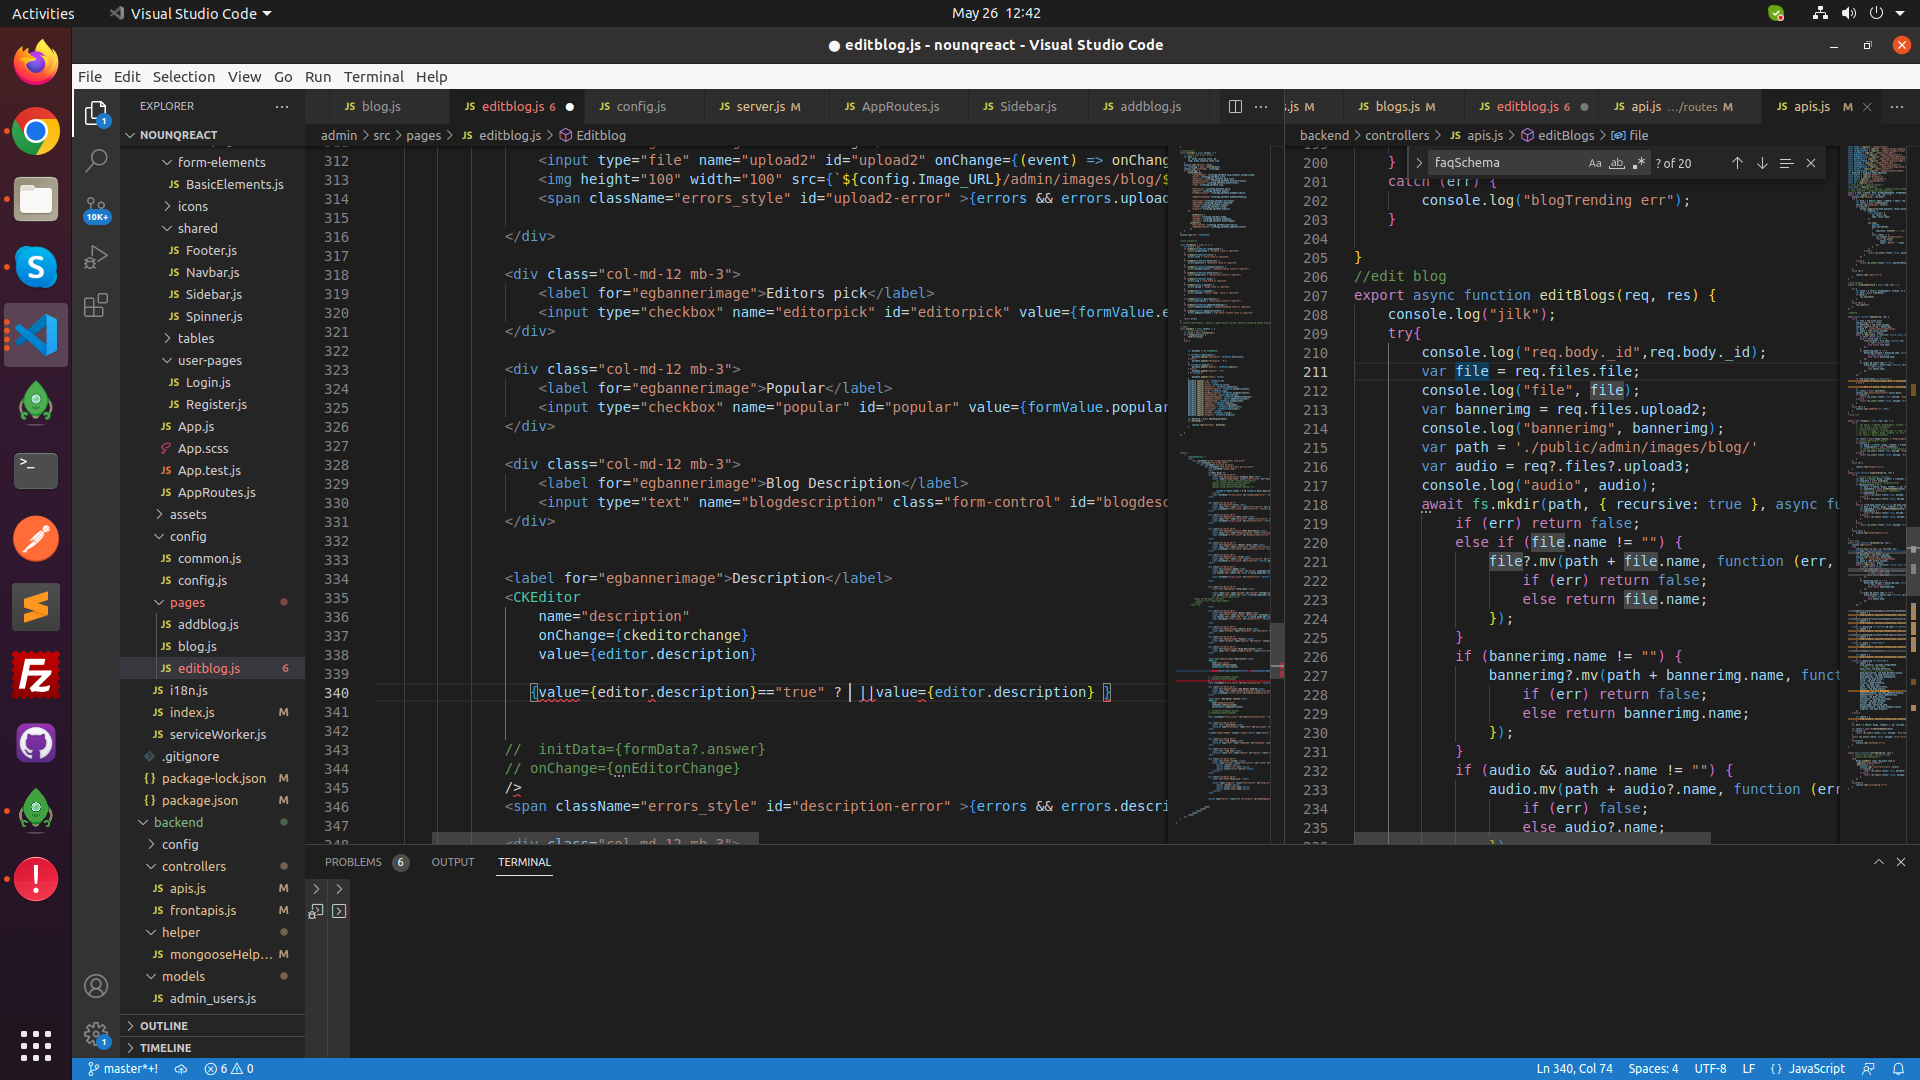 Activities
Visual Studio Code
May 26 12:42
● editblog.js - nounqreact - Visual Studio Code
File Edit Selection View Go Run Terminal Help
EXPLORER
NOUNQREACT
form-elements
JS BasicElements.js
icons
shared
JS Footer.js
JS Navbar.js
JS Sidebar.js
JS Spinner.js
tables
user-pages
JS Login.js
JS Register.js
JS App.js
App.scss
JS App.test.js
JS AppRoutes.js
assets
config
JS common.js
JS config.js
pages
JS addblog.js
JS blog.js
JS editblog.js 6
JS i18n.js
JS index.js M
JS serviceWorker.js
.gitignore
{} package-lock.json M
{} package.json M
backend
config
controllers
JS apis.js M
JS frontapis.js M
helper
JS mongooseHelp... M
models
JS admin_users.js
OUTLINE
TIMELINE
1
10K+
1
JS blog.js
JS editblog.js 6 ●
JS config.js
JS server.js M
JS AppRoutes.js
JS Sidebar.js
JS addblog.js
admin > src > pages > JS editblog.js > Editblog
312 <input type="file" name="upload2" id="upload2" onChange={(event) => onChang
313 <img height="100" width="100" src={`${config.Image_URL}/admin/images/blog/$
314 <span className="errors_style" id="upload2-error" >{errors && errors.upload
315
316 </div>
317
318 <div class="col-md-12 mb-3">
319 <label for="egbannerimage">Editors pick</label>
320 <input type="checkbox" name="editorpick" id="editorpick" value={formValue.e
321 </div>
322
323 <div class="col-md-12 mb-3">
324 <label for="egbannerimage">Popular</label>
325 <input type="checkbox" name="popular" id="popular" value={formValue.popular
326 </div>
327
328 <div class="col-md-12 mb-3">
329 <label for="egbannerimage">Blog Description</label>
330 <input type="text" name="blogdescription" class="form-control" id="blogdesc
331 </div>
332
333
334 <label for="egbannerimage">Description</label>
335 <CKEditor
336 name="description"
337 onChange={ckeditorchange}
338 value={editor.description}
339
340 {value={editor.description}=="true" ? ||value={editor.description} }
341
342
343 // initData={formData?.answer}
344 // onChange={onEditorChange}
345 />
346 <span className="errors_style" id="description-error" >{errors && errors.descri
347
348 <div class="col-md-12 mb-3">
s.js M
JS blogs.js M
JS editblog.js 6 ●
JS api.js .../routes M
JS apis.js M
backend > controllers > JS apis.js > editBlogs > file
faqSchema Aa ab .* ? of 20
199
200 }
201 catch (err) {
202 console.log("blogTrending err");
203 }
204
205 }
206 //edit blog
207 export async function editBlogs(req, res) {
208 console.log("jilk");
209 try{
210 console.log("req.body._id",req.body._id);
211 var file = req.files.file;
212 console.log("file", file);
213 var bannerimg = req.files.upload2;
214 console.log("bannerimg", bannerimg);
215 var path = './public/admin/images/blog/'
216 var audio = req?.files?.upload3;
217 console.log("audio", audio);
218 await fs.mkdir(path, { recursive: true }, async fu
219 if (err) return false;
220 else if (file.name != "") {
221 file?.mv(path + file.name, function (err,
222 if (err) return false;
223 else return file.name;
224 });
225 }
226 if (bannerimg.name != "") {
227 bannerimg?.mv(path + bannerimg.name, funct
228 if (err) return false;
229 else return bannerimg.name;
230 });
231 }
232 if (audio && audio?.name != "") {
233 audio.mv(path + audio?.name, function (err
234 if (err) false;
235 else audio?.name;
236 })
PROBLEMS 6 OUTPUT TERMINAL
master*+! 6 0
Ln 340, Col 74 Spaces: 4 UTF-8 LF {} JavaScript